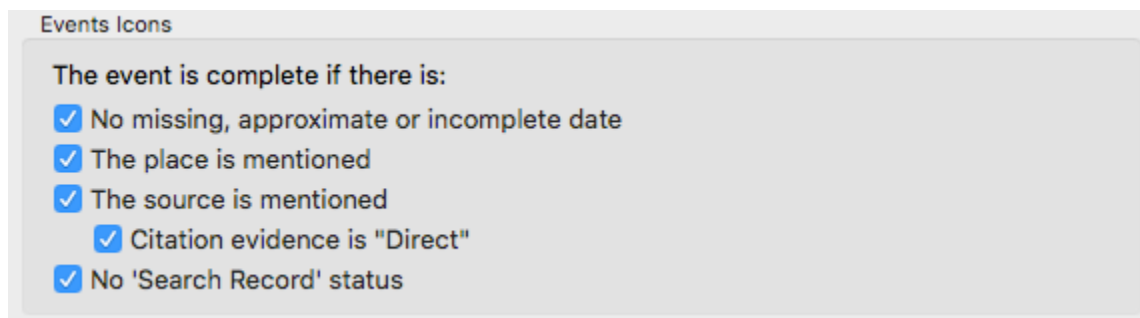 Events Icons
The event is complete if there is:
No missing, approximate or incomplete date
The place is mentioned
The source is mentioned
Citation evidence is "Direct"
No 'Search Record' status